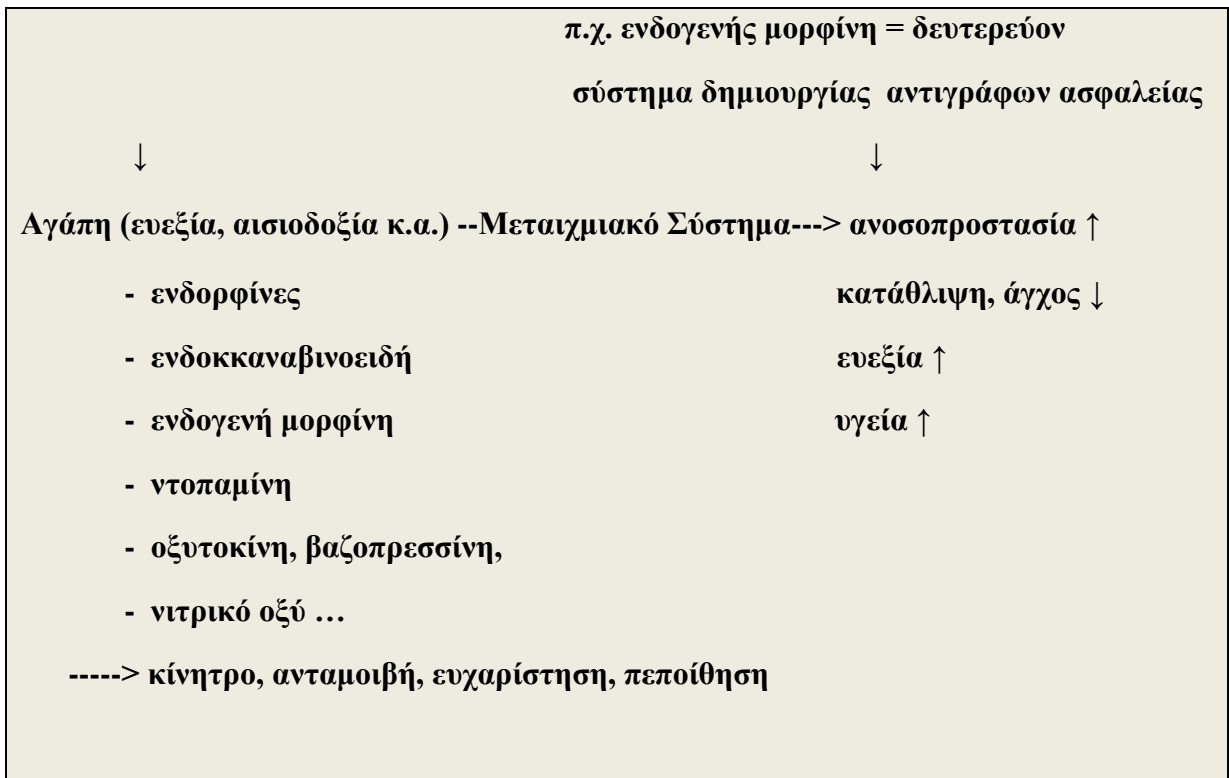 π.χ. ενδογενής μορφίνη = δευτερεύον
σύστημα δημιουργίας αντιγράφων ασφαλείας
↓ ↓
Αγάπη (ευεξία, αισιοδοξία κ.α.) --Μεταιχμιακό Σύστημα---> ανοσοπροστασία ↑
- ενδορφίνες κατάθλιψη, άγχος ↓
- ενδοκκαναβινοειδή ευεξία ↑
- ενδογενή μορφίνη υγεία ↑
- ντοπαμίνη
- οξυτοκίνη, βαζοπρεσσίνη,
- νιτρικό οξύ …
-----> κίνητρο, ανταμοιβή, ευχαρίστηση, πεποίθηση